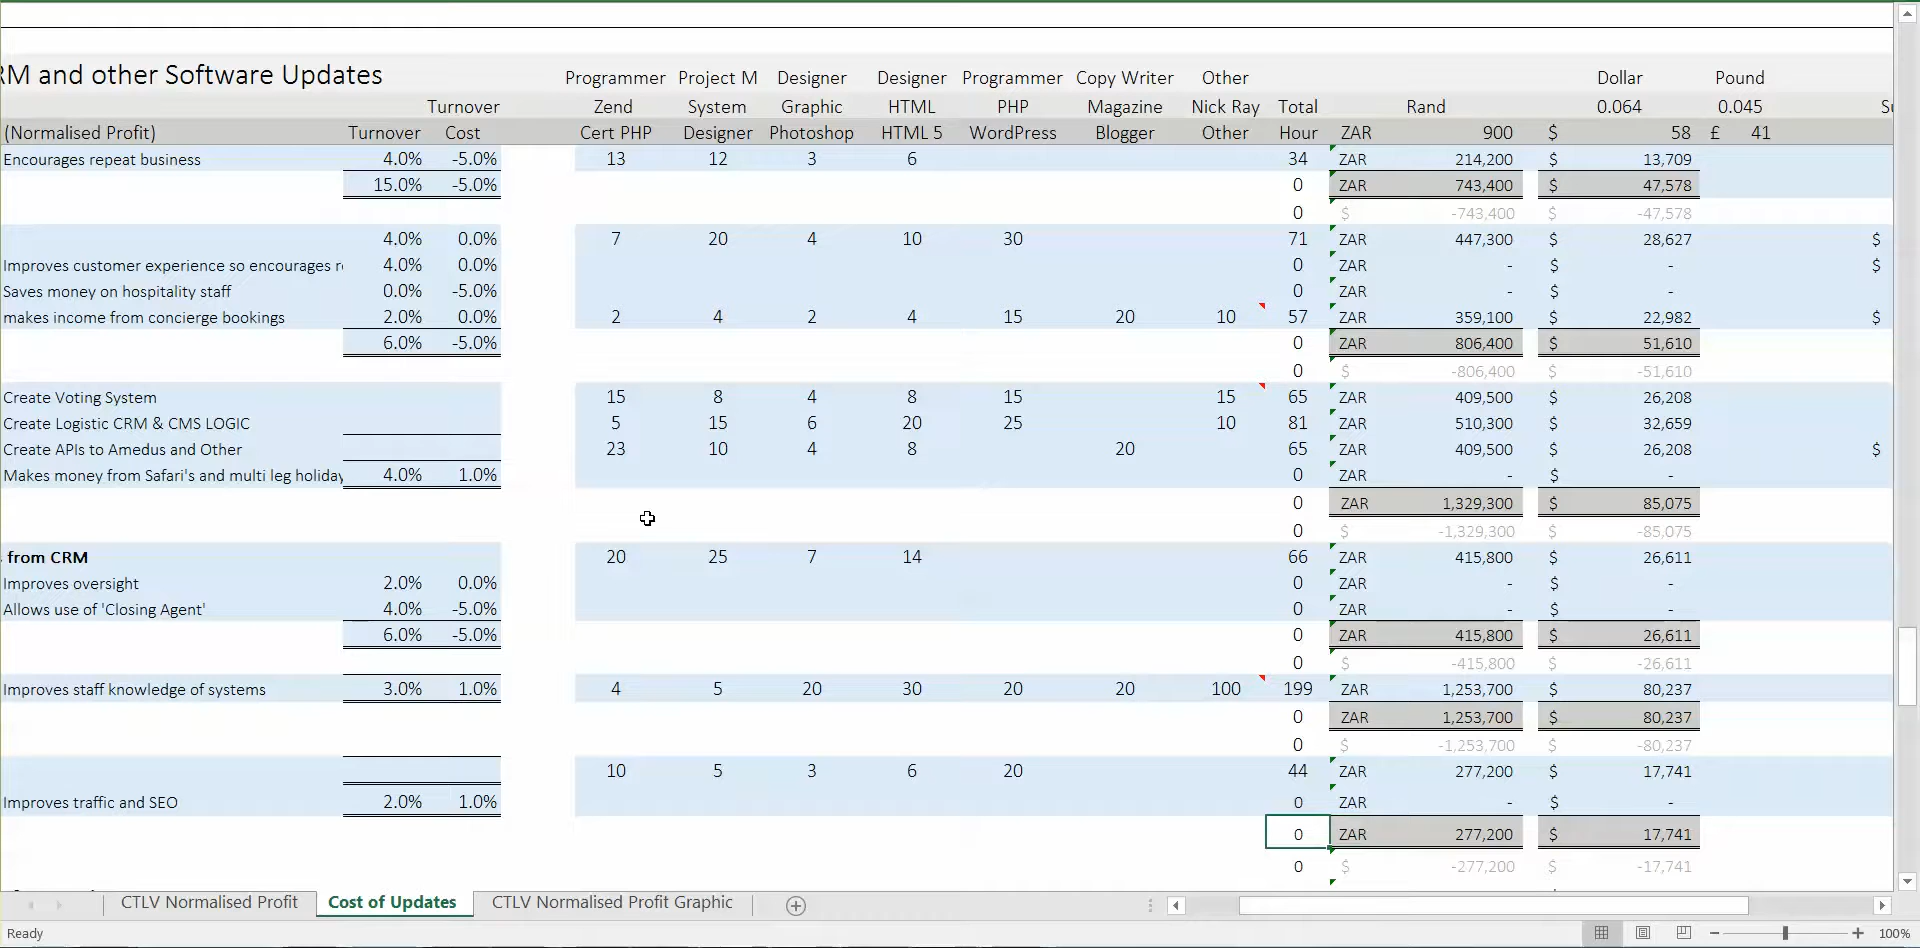 RM and other Software Updates Programmer Project M Designer Designer Programmer Copy Writer Other Dollar Pound
Turnover Zend System Graphic HTML PHP Magazine Nick Ray Total Rand 0.064 0.045
(Normalised Profit) Turnover Cost Cert PHP Designer Photoshop HTML 5 WordPress Blogger Other Hour ZAR 900 $ 58 £ 41
Encourages repeat business 4.0% -5.0% 13 12 3 6 34 ZAR 214,200 $ 13,709
15.0% -5.0% 0 ZAR 743,400 $ 47,578
0 $ -743,400 $ -47,578
4.0% 0.0% 7 20 4 10 30 71 ZAR 447,300 $ 28,627 $
Improves customer experience so encourages 4.0% 0.0% 0 ZAR - $ - $
Saves money on hospitality staff 0.0% -5.0% 0 ZAR - $ -
makes income from concierge bookings 2.0% 0.0% 2 4 2 4 15 20 10 57 ZAR 359,100 $ 22,982 $
6.0% -5.0% 0 ZAR 806,400 $ 51,610
0 $ -806,400 $ -51,610
Create Voting System 15 8 4 8 15 15 65 ZAR 409,500 $ 26,208
Create Logistic CRM & CMS LOGIC 5 15 6 20 25 10 81 ZAR 510,300 $ 32,659
Create APIs to Amedus and Other 23 10 4 8 20 65 ZAR 409,500 $ 26,208 $
Makes money from Safari's and multi leg holiday 4.0% 1.0% 0 ZAR - $ -
0 ZAR 1,329,300 $ 85,075
0 $ -1,329,300 $ -85,075
from CRM 20 25 7 14 66 ZAR 415,800 $ 26,611
Improves oversight 2.0% 0.0% 0 ZAR - $ -
Allows use of 'Closing Agent' 4.0% -5.0% 0 ZAR - $ -
6.0% -5.0% 0 ZAR 415,800 $ 26,611
0 $ -415,800 $ -26,611
Improves staff knowledge of systems 3.0% 1.0% 4 5 20 30 20 20 100 199 ZAR 1,253,700 $ 80,237
0 ZAR 1,253,700 $ 80,237
0 $ -1,253,700 $ -80,237
10 5 3 6 20 44 ZAR 277,200 $ 17,741
Improves traffic and SEO 2.0% 1.0% 0 ZAR - $ -
0 ZAR 277,200 $ 17,741
0 $ -277,200 $ -17,741
CTLV Normalised Profit Cost of Updates CTLV Normalised Profit Graphic
Ready 100%